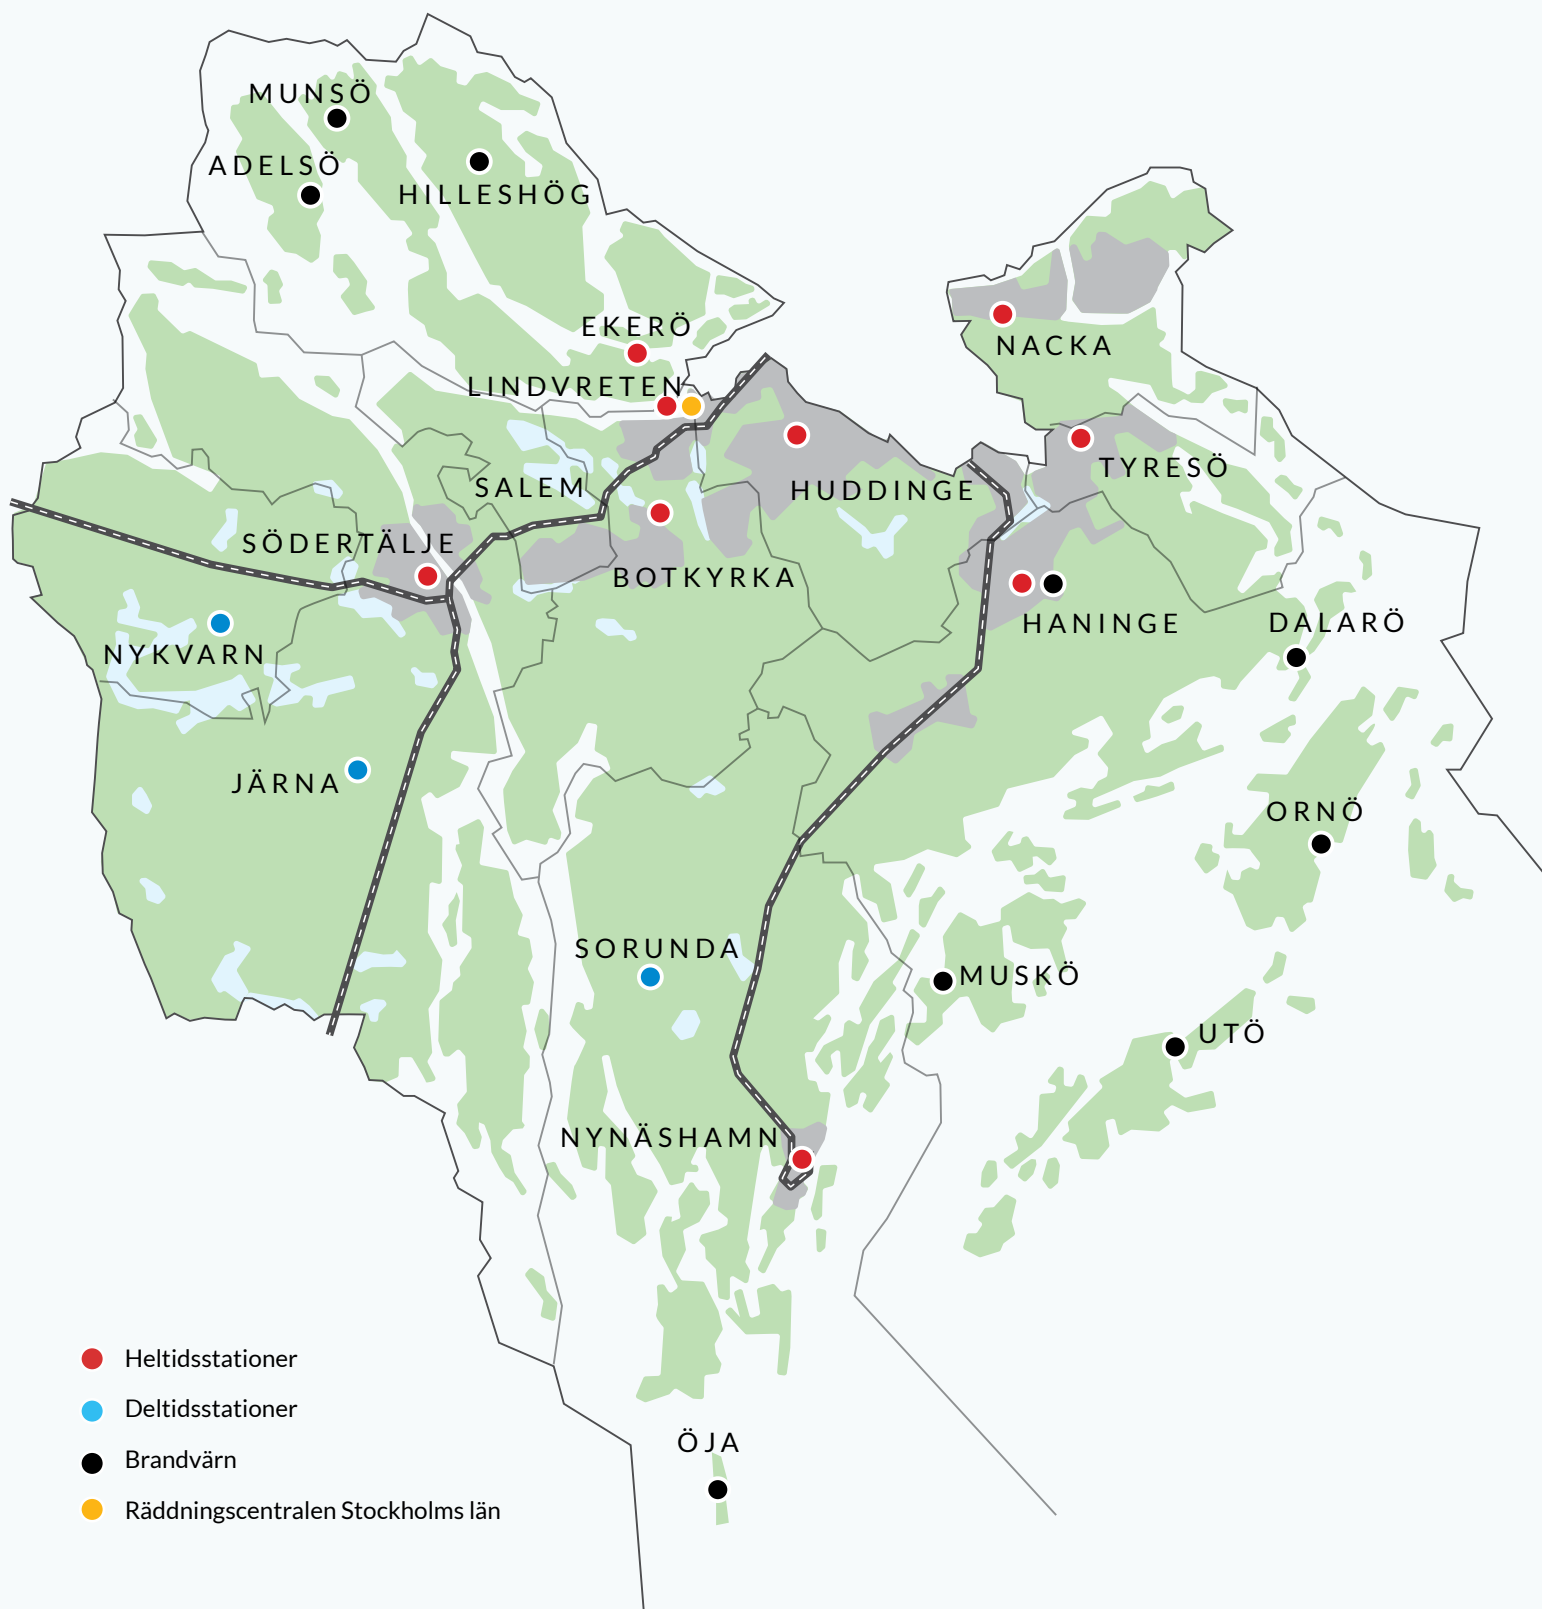 MUNSÖ
ADELSÖ
HILLESHÖG
EKERÖ
NACKA
LINDVRETEN
TYRESÖ
SALEM
HUDDINGE
SÖDERTÄLJE
BOTKYRKA
HANINGE
DALARÖ
NYKVARN
JÄRNA
ORNÖ
SORUNDA
MUSKÖ
UTÖ
NYNÄSHAMN
Heltidsstationer
Deltidsstationer
ÖJA
Brandvärn
Räddningscentralen Stockholms län